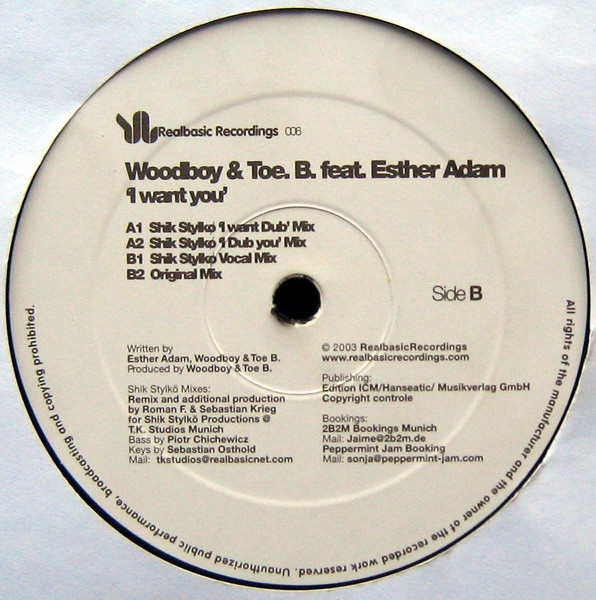 Realbasic Recordings 006
Woodboy & Toe. B. feat. Esther Adam
'I want you'
A1 Shik Stylkø 'I want Dub' Mix
A2 Shik Stylkø 'I Dub you' Mix
B1 Shik Stylkø Vocal Mix
B2 Original Mix
Side B
Written by
Esther Adam, Woodboy & Toe B.
Produced by Woodboy & Toe B.
Shik Stylkö Mixes:
Remix and additional production
by Roman F. & Sebastian Krieg
for Shik Stylkö Productions @
T.K. Studios Munich
Bass by Piotr Chichewicz
Keys by Sebastian Osthold
Mail: tkstudios@realbasicnet.com
© 2003 RealbasicRecordings
www.realbasicrecordings.com
Publishing:
Edition ICM/Hanseatic/ Musikverlag GmbH
Copyright controle
Bookings:
2B2M Bookings Munich
Mail: Jaime@2b2m.de
Peppermint Jam Booking
Mail: sonja@peppermint-jam.com
All rights of the manufacturer and the owner of the recorded work reserved. Unauthorized public performance, broadcasting and copying prohibited.